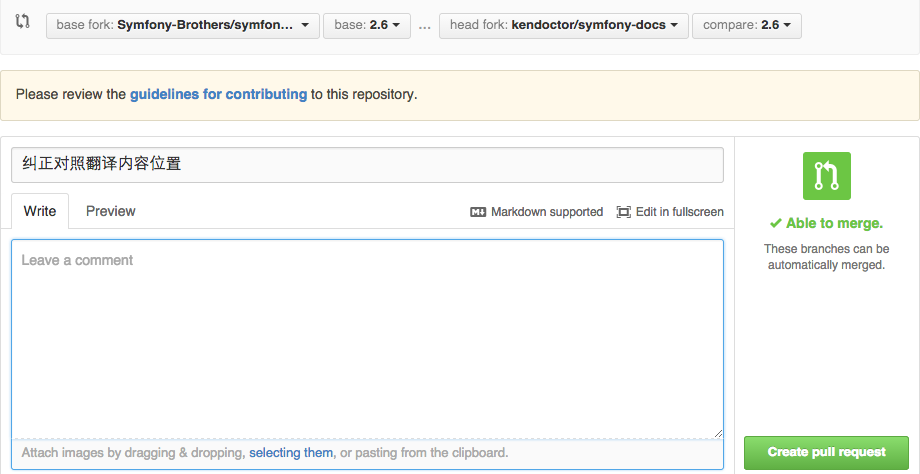 base fork: Symfony-Brothers/symfon... base: 2.6 ... head fork: kendoctor/symfony-docs compare: 2.6
Please review the guidelines for contributing to this repository.
纠正对照翻译内容位置
Write Preview Markdown supported Edit in fullscreen
Leave a comment
Attach images by dragging & dropping, selecting them, or pasting from the clipboard.
Able to merge.
These branches can be
automatically merged.
Create pull request